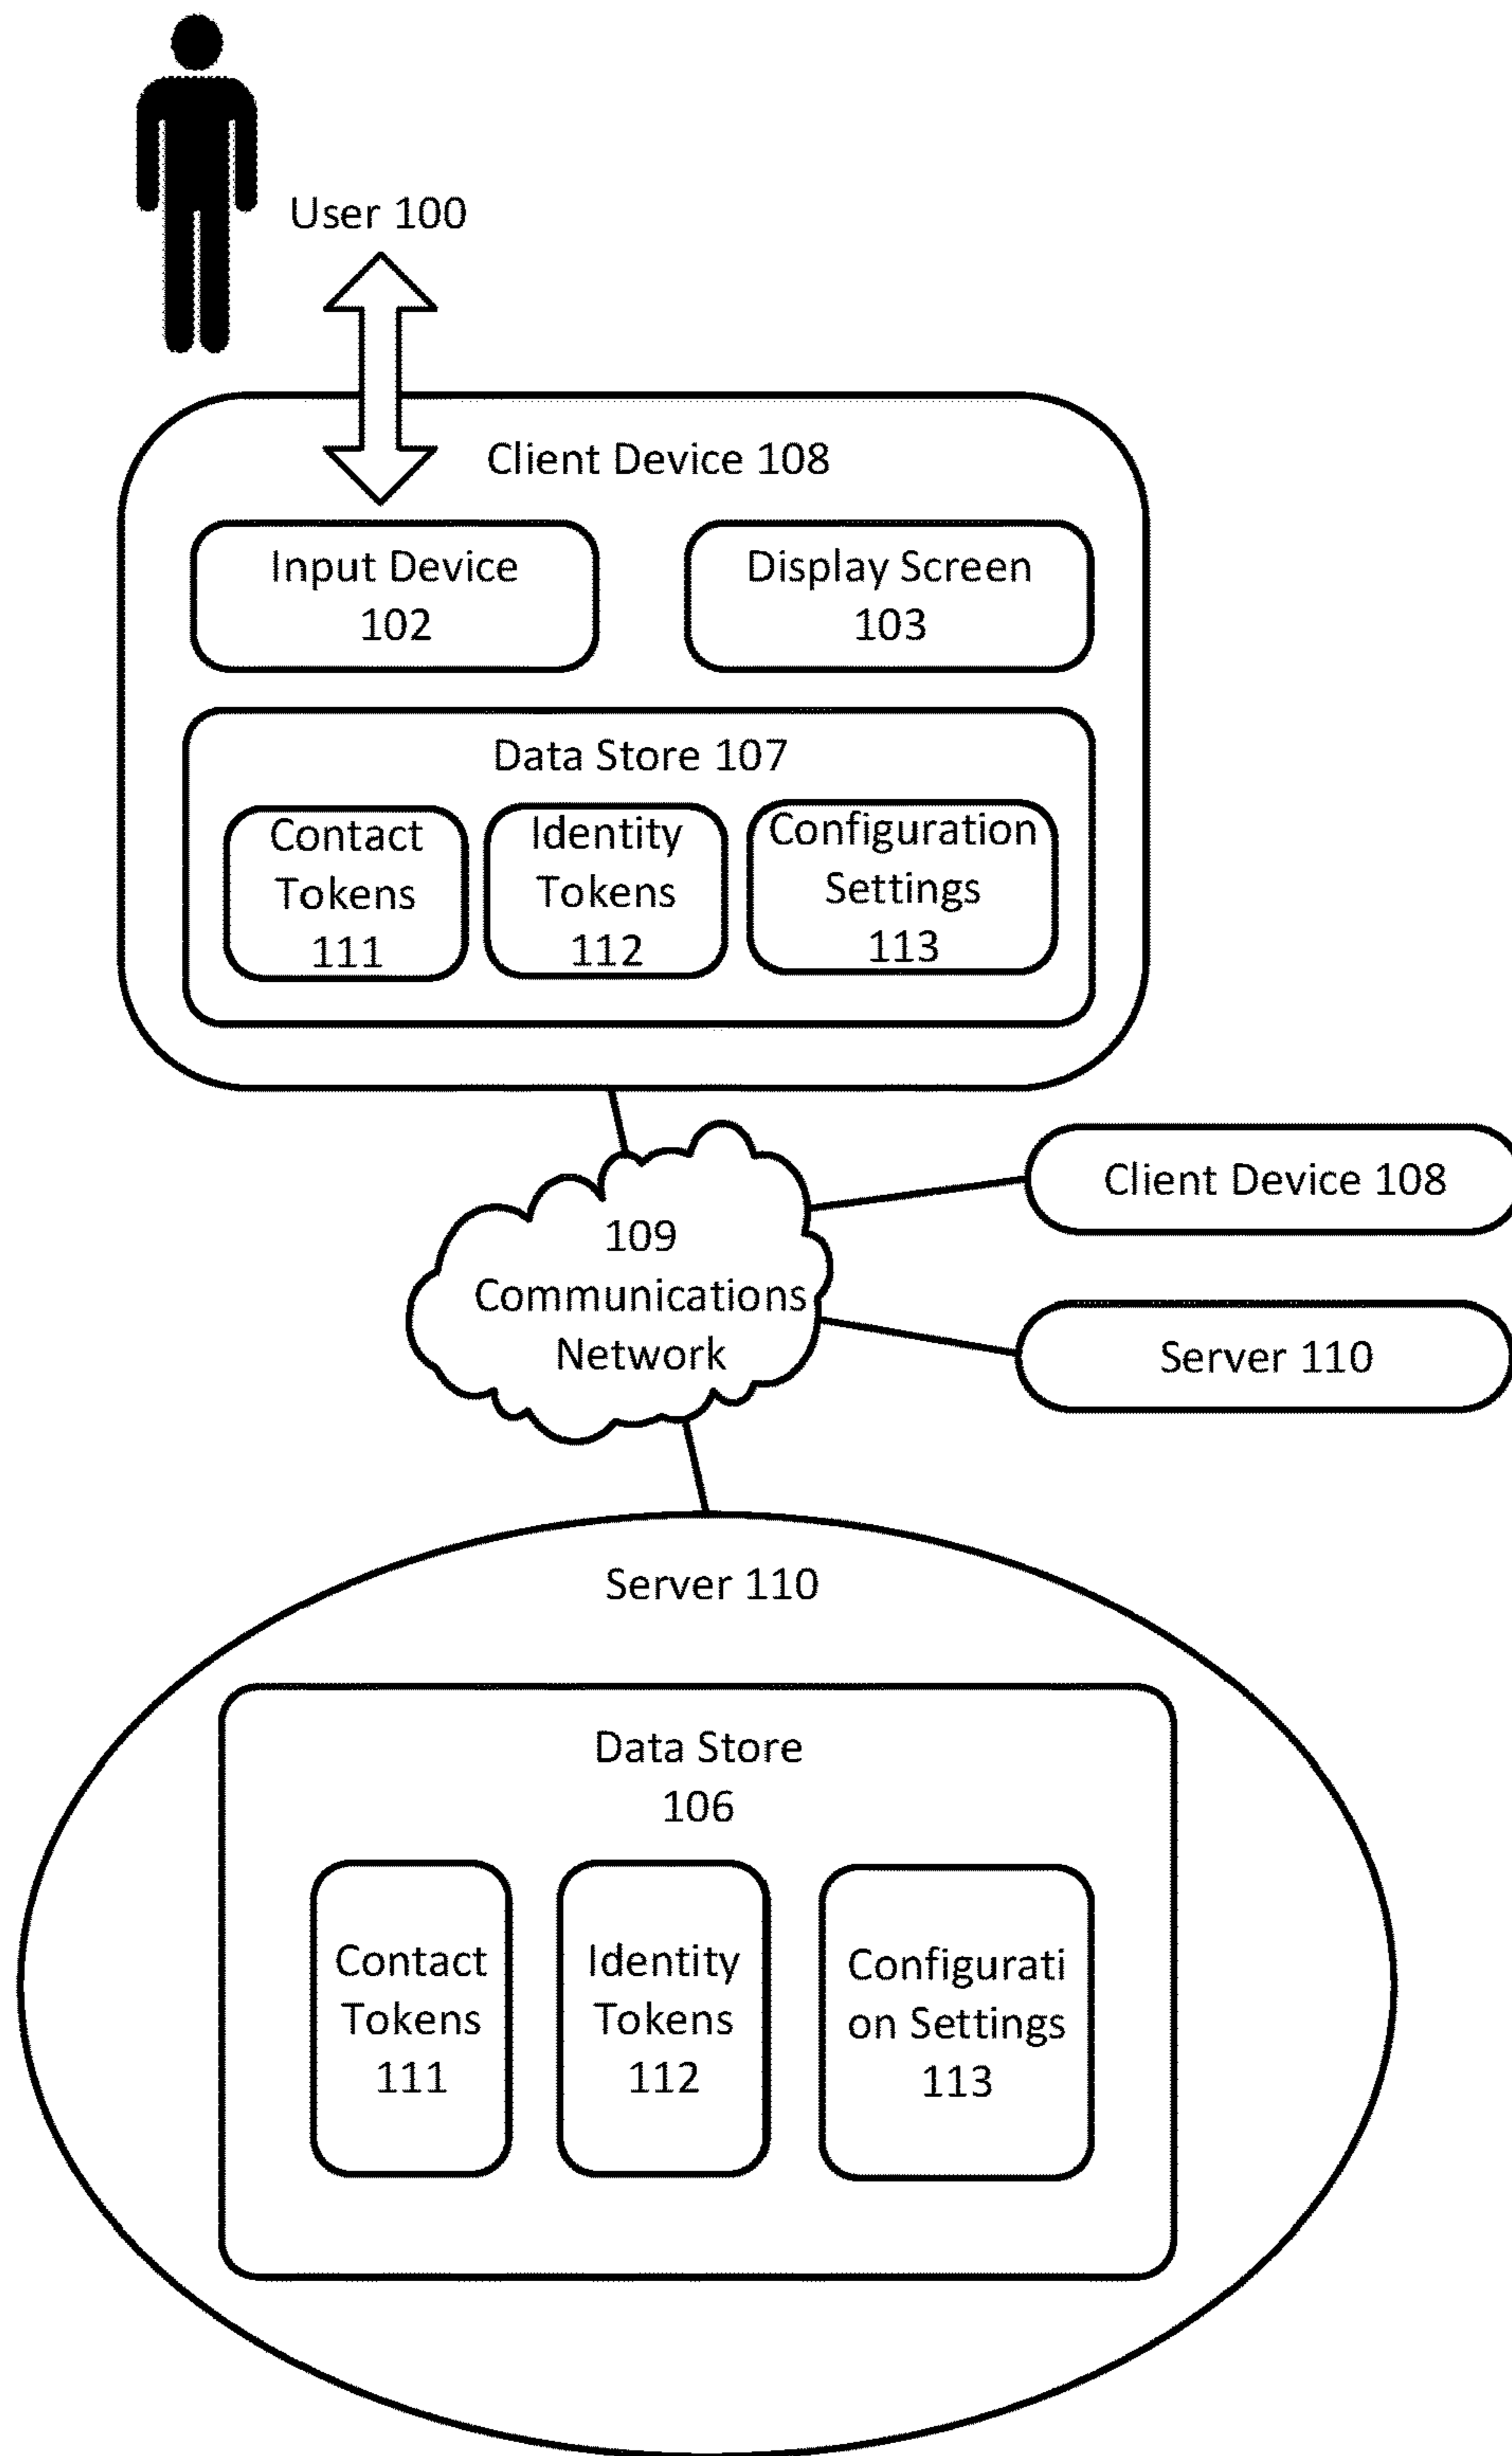 User 100
Client Device 108
Input Device
102
Display Screen
103
Data Store 107
Contact
Tokens
111
Identity
Tokens
112
Configuration
Settings
113
109
Communications
Network
Client Device 108
Server 110
Server 110
Data Store
106
Contact
Tokens
111
Identity
Tokens
112
Configurati
on Settings
113